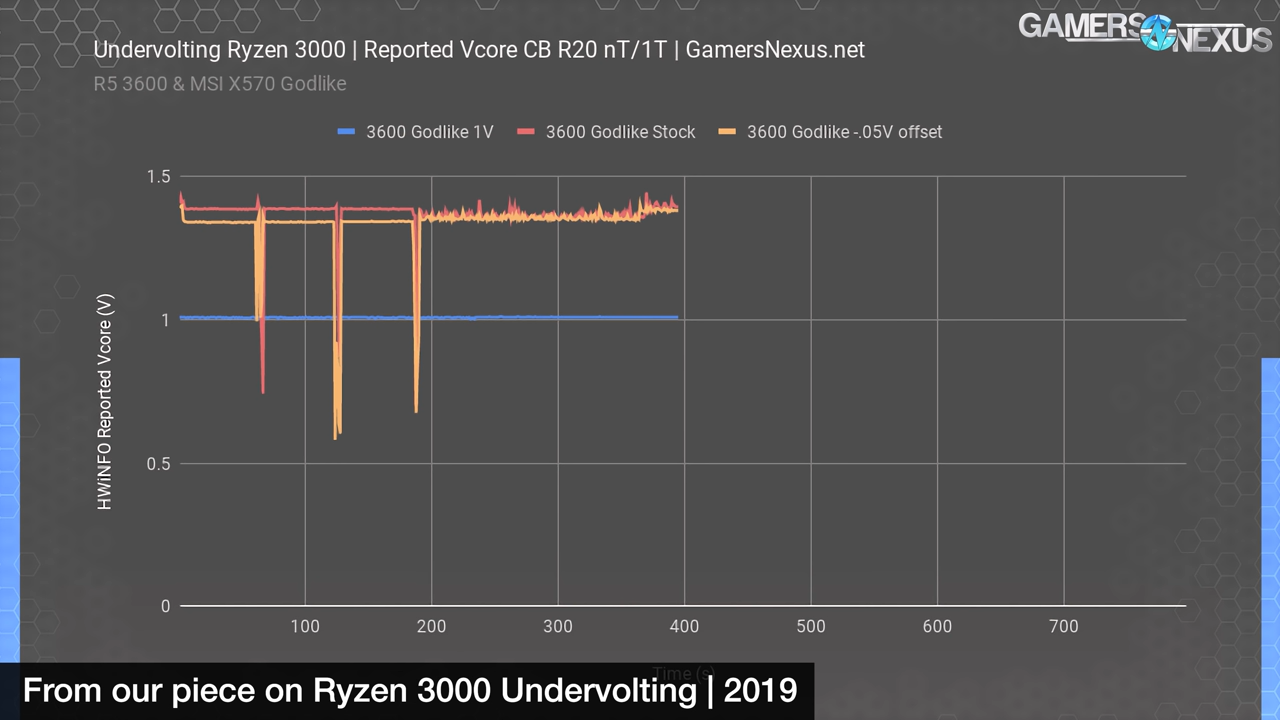 GAMERS NEXUS
Undervolting Ryzen 3000 | Reported Vcore CB R20 nT/1T | GamersNexus.net
R5 3600 & MSI X570 Godlike
3600 Godlike 1V
3600 Godlike Stock
3600 Godlike -.05V offset
HWiNFO Reported Vcore (V)
1.5
1
0.5
0
100
200
300
400
500
600
700
Time (s)
From our piece on Ryzen 3000 Undervolting | 2019